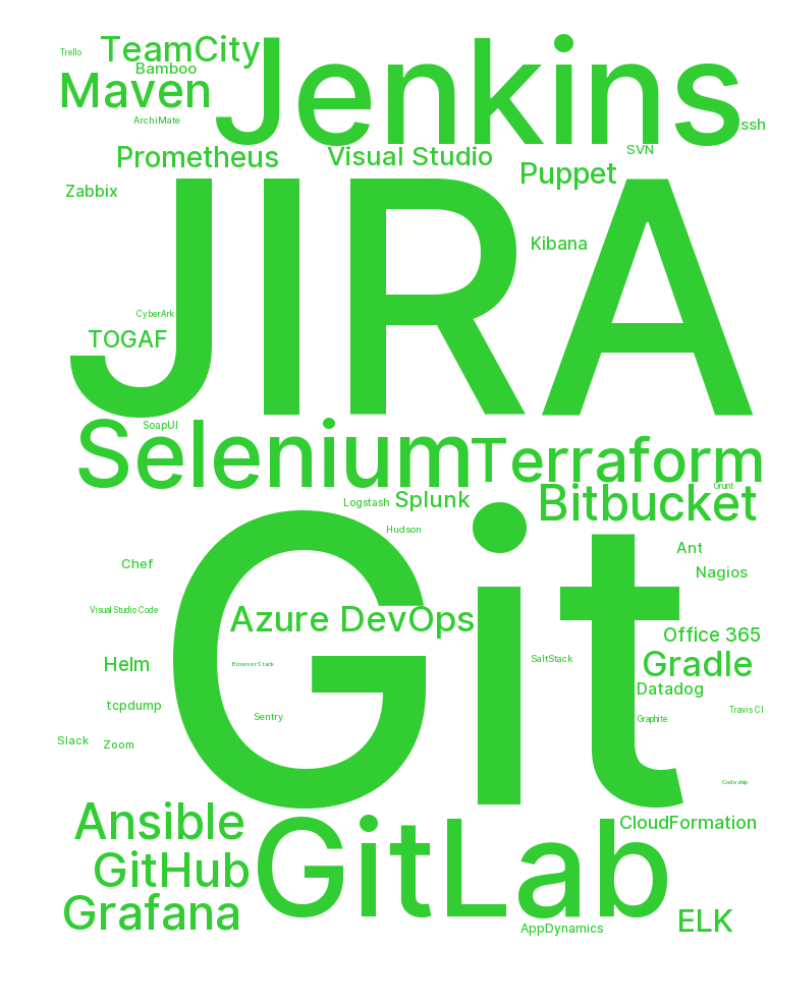 Jenkins
Trello
TeamCity
Bamboo
Maven
ArchiMate
ssh
SVN
Prometheus
Visual Studio
Puppet
Zabbix
JIRA
Kibana
CyberArk
TOGAF
SoapUI
Selenium
Terraform
Grunt
Logstash
Splunk
Bitbucket
Hudson
Git
Ant
Chef
Nagios
Visual Studio Code
Azure DevOps
Office 365
Helm
BrowserStack
SaltStack
Gradle
Datadog
tcpdump
Travis CI
Sentry
Graphite
Slack
Zoom
Codeship
Ansible
GitLab
CloudFormation
GitHub
Grafana
ELK
AppDynamics